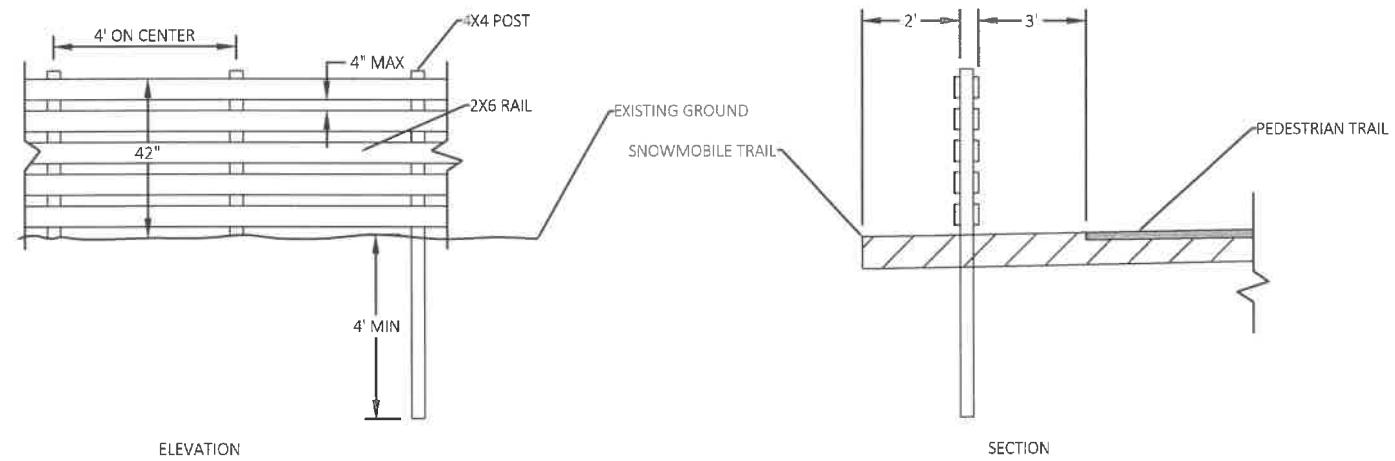 4' ON CENTER
4X4 POST
4" MAX
2X6 RAIL
42"
4' MIN
ELEVATION
EXISTING GROUND
SNOWMOBILE TRAIL
2'
3'
PEDESTRIAN TRAIL
SECTION